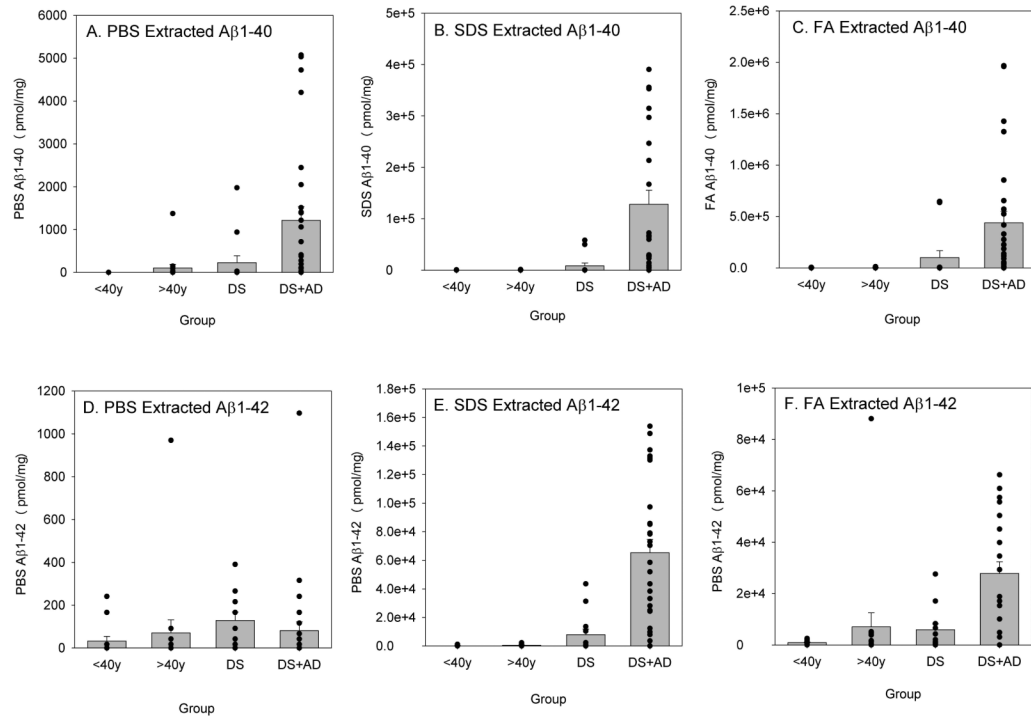 A. PBS Extracted Aβ1-40
PBS Aβ1-40 ( pmol/mg)
6000
5000
4000
3000
2000
1000
0
<40y >40y DS DS+AD
Group
B. SDS Extracted Aβ1-40
SDS Aβ1-40 ( pmol/mg)
5e+5
4e+5
3e+5
2e+5
1e+5
0
<40y >40y DS DS+AD
Group
C. FA Extracted Aβ1-40
FA Aβ1-40 ( pmol/mg)
2.5e+6
2.0e+6
1.5e+6
1.0e+6
5.0e+5
0.0
<40y >40y DS DS+AD
Group
D. PBS Extracted Aβ1-42
PBS Aβ1-42 ( pmol/mg)
1200
1000
800
600
400
200
0
<40y >40y DS DS+AD
Group
E. SDS Extracted Aβ1-42
PBS Aβ1-42 ( pmol/mg)
1.8e+5
1.6e+5
1.4e+5
1.2e+5
1.0e+5
8.0e+4
6.0e+4
4.0e+4
2.0e+4
0.0
<40y >40y DS DS+AD
Group
F. FA Extracted Aβ1-42
PBS Aβ1-42 ( pmol/mg)
1e+5
8e+4
6e+4
4e+4
2e+4
0
<40y >40y DS DS+AD
Group